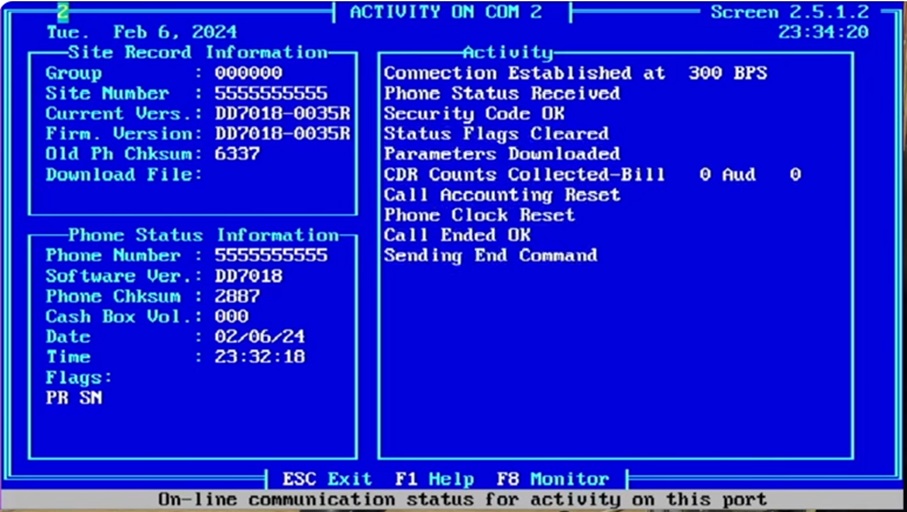 2
ACTIVITY ON COM 2
Screen 2.5.1.2
Tue. Feb 6, 2024
23:34:20
Site Record Information
Group : 000000
Site Number : 5555555555
Current Vers.: DD7018-0035R
Firm. Version: DD7018-0035R
Old Ph Chksum: 6337
Download File:
Phone Status Information
Phone Number : 5555555555
Software Ver.: DD7018
Phone Chksum : 2887
Cash Box Vol.: 000
Date : 02/06/24
Time : 23:32:18
Flags:
PR SN
Activity
Connection Established at 300 BPS
Phone Status Received
Security Code OK
Status Flags Cleared
Parameters Downloaded
CDR Counts Collected-Bill 0 Aud 0
Call Accounting Reset
Phone Clock Reset
Call Ended OK
Sending End Command
ESC Exit F1 Help F8 Monitor
On-line communication status for activity on this port